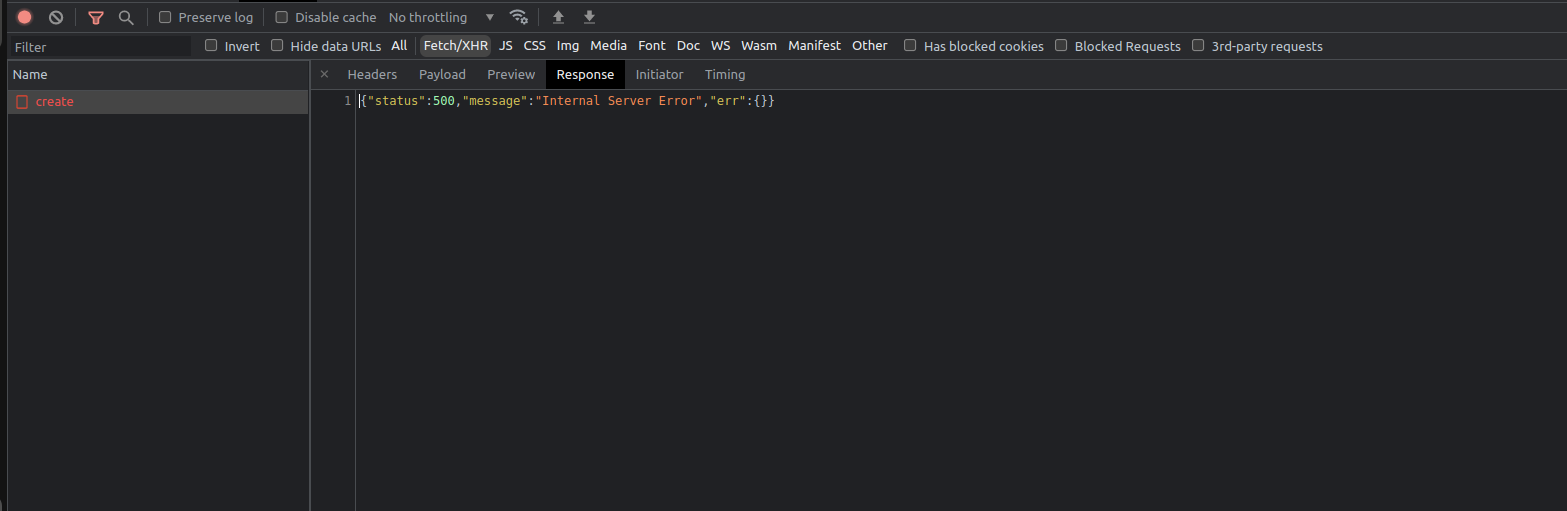 Preserve log Disable cache No throttling
Filter Invert Hide data URLs All Fetch/XHR JS CSS Img Media Font Doc WS Wasm Manifest Other Has blocked cookies Blocked Requests 3rd-party requests
Name × Headers Payload Preview Response Initiator Timing
create 1 {"status":500,"message":"Internal Server Error","err":{}}